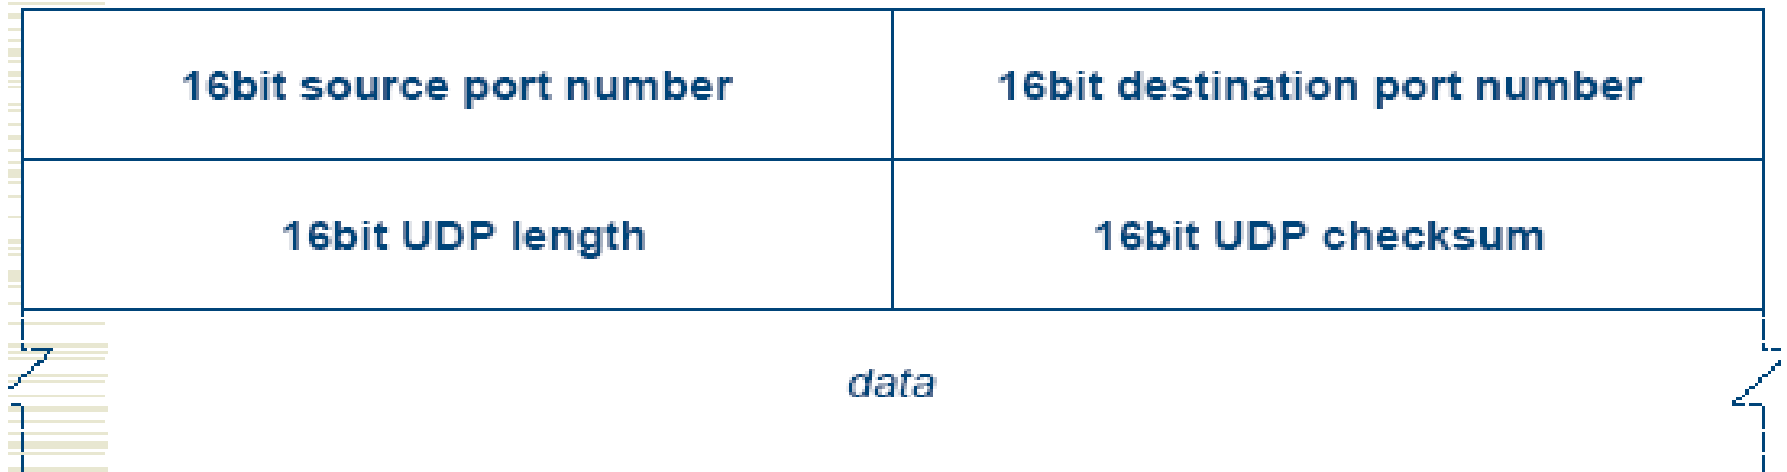 16bit source port number
16bit destination port number
16bit UDP length
16bit UDP checksum
data